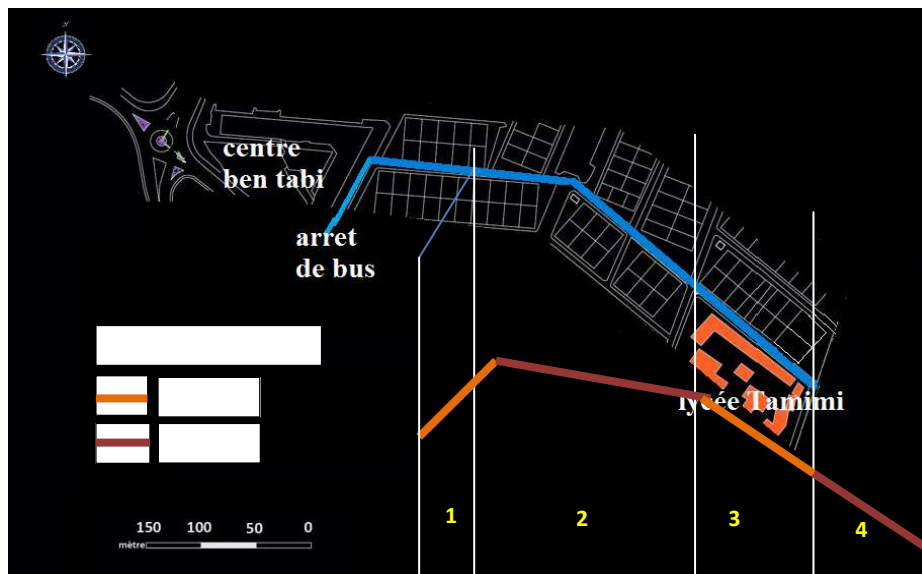 centre
ben tabi
arret
de bus
lycée Tamimi
1
2
3
4
150 100 50 0
mètre